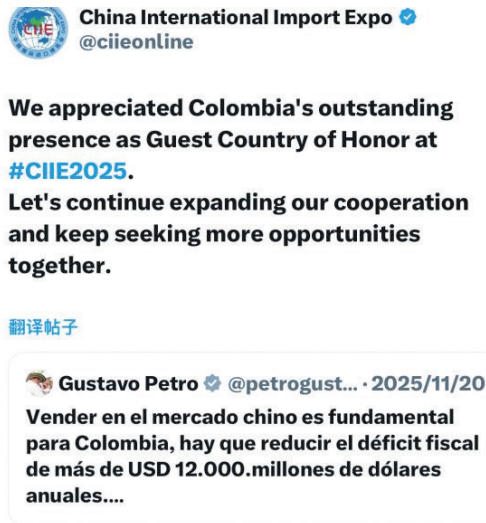 CIIE
China International Import Expo
@ciieonline
We appreciated Colombia's outstanding
presence as Guest Country of Honor at
#CIIE2025.
Let's continue expanding our cooperation
and keep seeking more opportunities
together.
翻译帖子
Gustavo Petro @petrogust... · 2025/11/20
Vender en el mercado chino es fundamental
para Colombia, hay que reducir el déficit fiscal
de más de USD 12.000.millones de dólares
anuales....